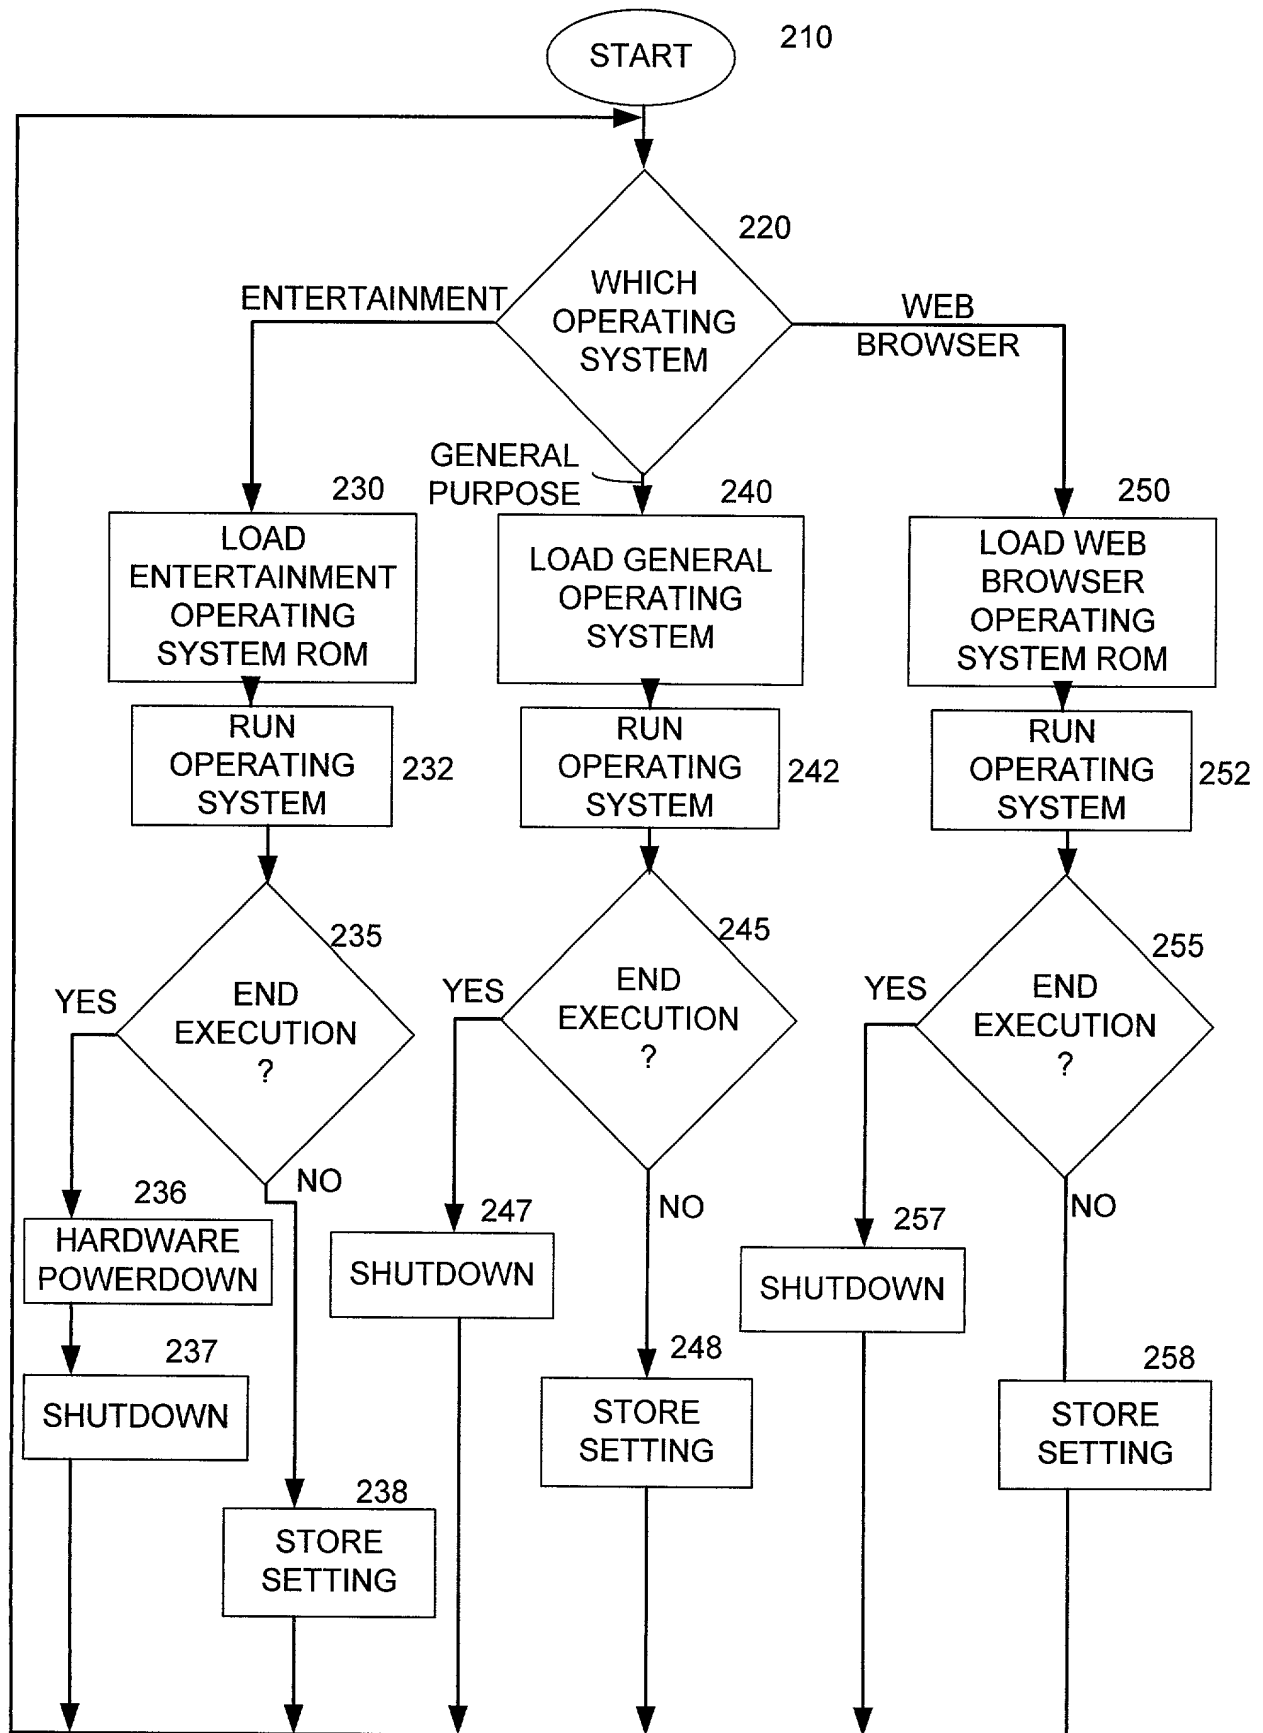 START
210
220
WHICH
OPERATING
SYSTEM
ENTERTAINMENT
WEB
BROWSER
GENERAL
PURPOSE
230
240
250
LOAD
ENTERTAINMENT
OPERATING
SYSTEM ROM
LOAD GENERAL
OPERATING
SYSTEM
LOAD WEB
BROWSER
OPERATING
SYSTEM ROM
RUN
OPERATING
SYSTEM
232
RUN
OPERATING
SYSTEM
242
RUN
OPERATING
SYSTEM
252
235
245
255
YES
END
EXECUTION
?
YES
END
EXECUTION
?
YES
END
EXECUTION
?
NO
NO
NO
236
HARDWARE
POWERDOWN
247
SHUTDOWN
257
SHUTDOWN
237
SHUTDOWN
248
STORE
SETTING
258
STORE
SETTING
238
STORE
SETTING